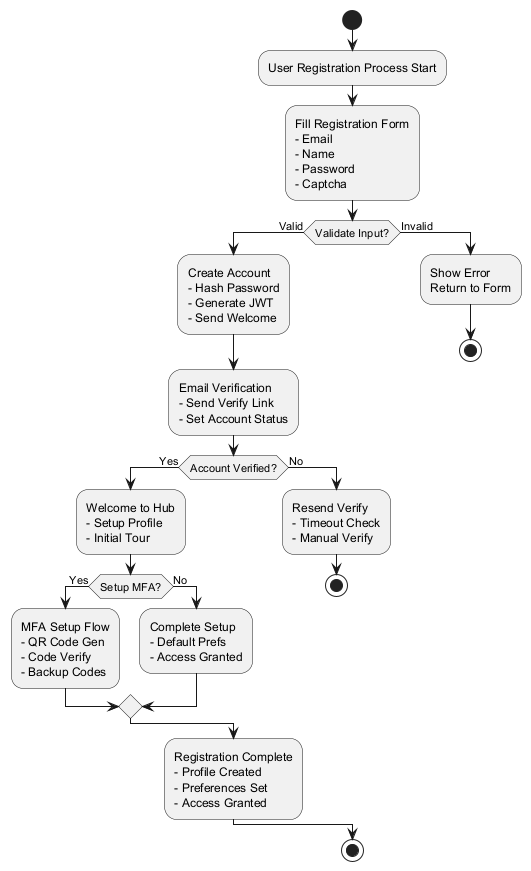 User Registration Process Start
Fill Registration Form
- Email
- Name
- Password
- Captcha
Valid
Validate Input?
Invalid
Create Account
- Hash Password
- Generate JWT
- Send Welcome
Show Error
Return to Form
Email Verification
- Send Verify Link
- Set Account Status
Yes
Account Verified?
No
Welcome to Hub
- Setup Profile
- Initial Tour
Resend Verify
- Timeout Check
- Manual Verify
Yes
Setup MFA?
No
MFA Setup Flow
- QR Code Gen
- Code Verify
- Backup Codes
Complete Setup
- Default Prefs
- Access Granted
Registration Complete
- Profile Created
- Preferences Set
- Access Granted